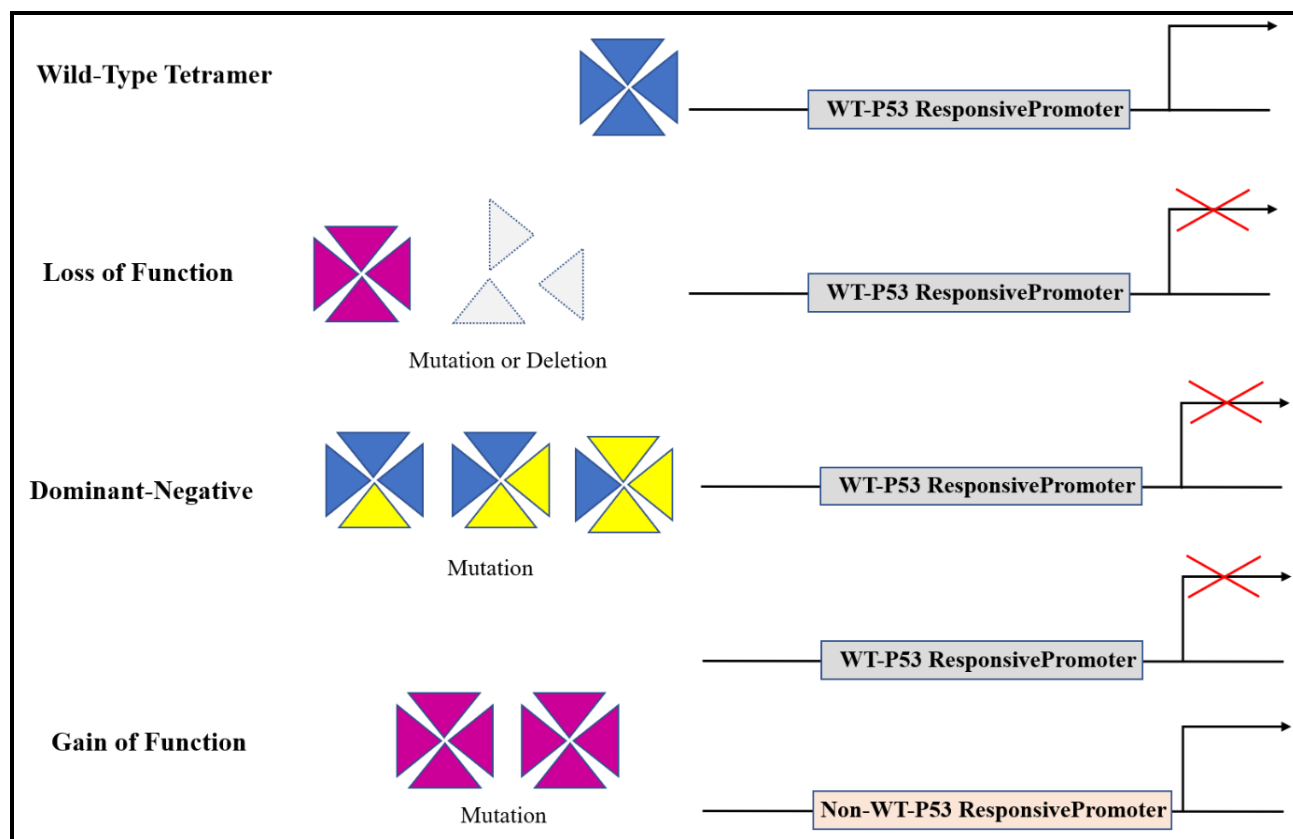 Wild-Type Tetramer
WT-P53 ResponsivePromoter
Loss of Function
WT-P53 ResponsivePromoter
Mutation or Deletion
Dominant-Negative
WT-P53 ResponsivePromoter
Mutation
WT-P53 ResponsivePromoter
Gain of Function
Non-WT-P53 ResponsivePromoter
Mutation